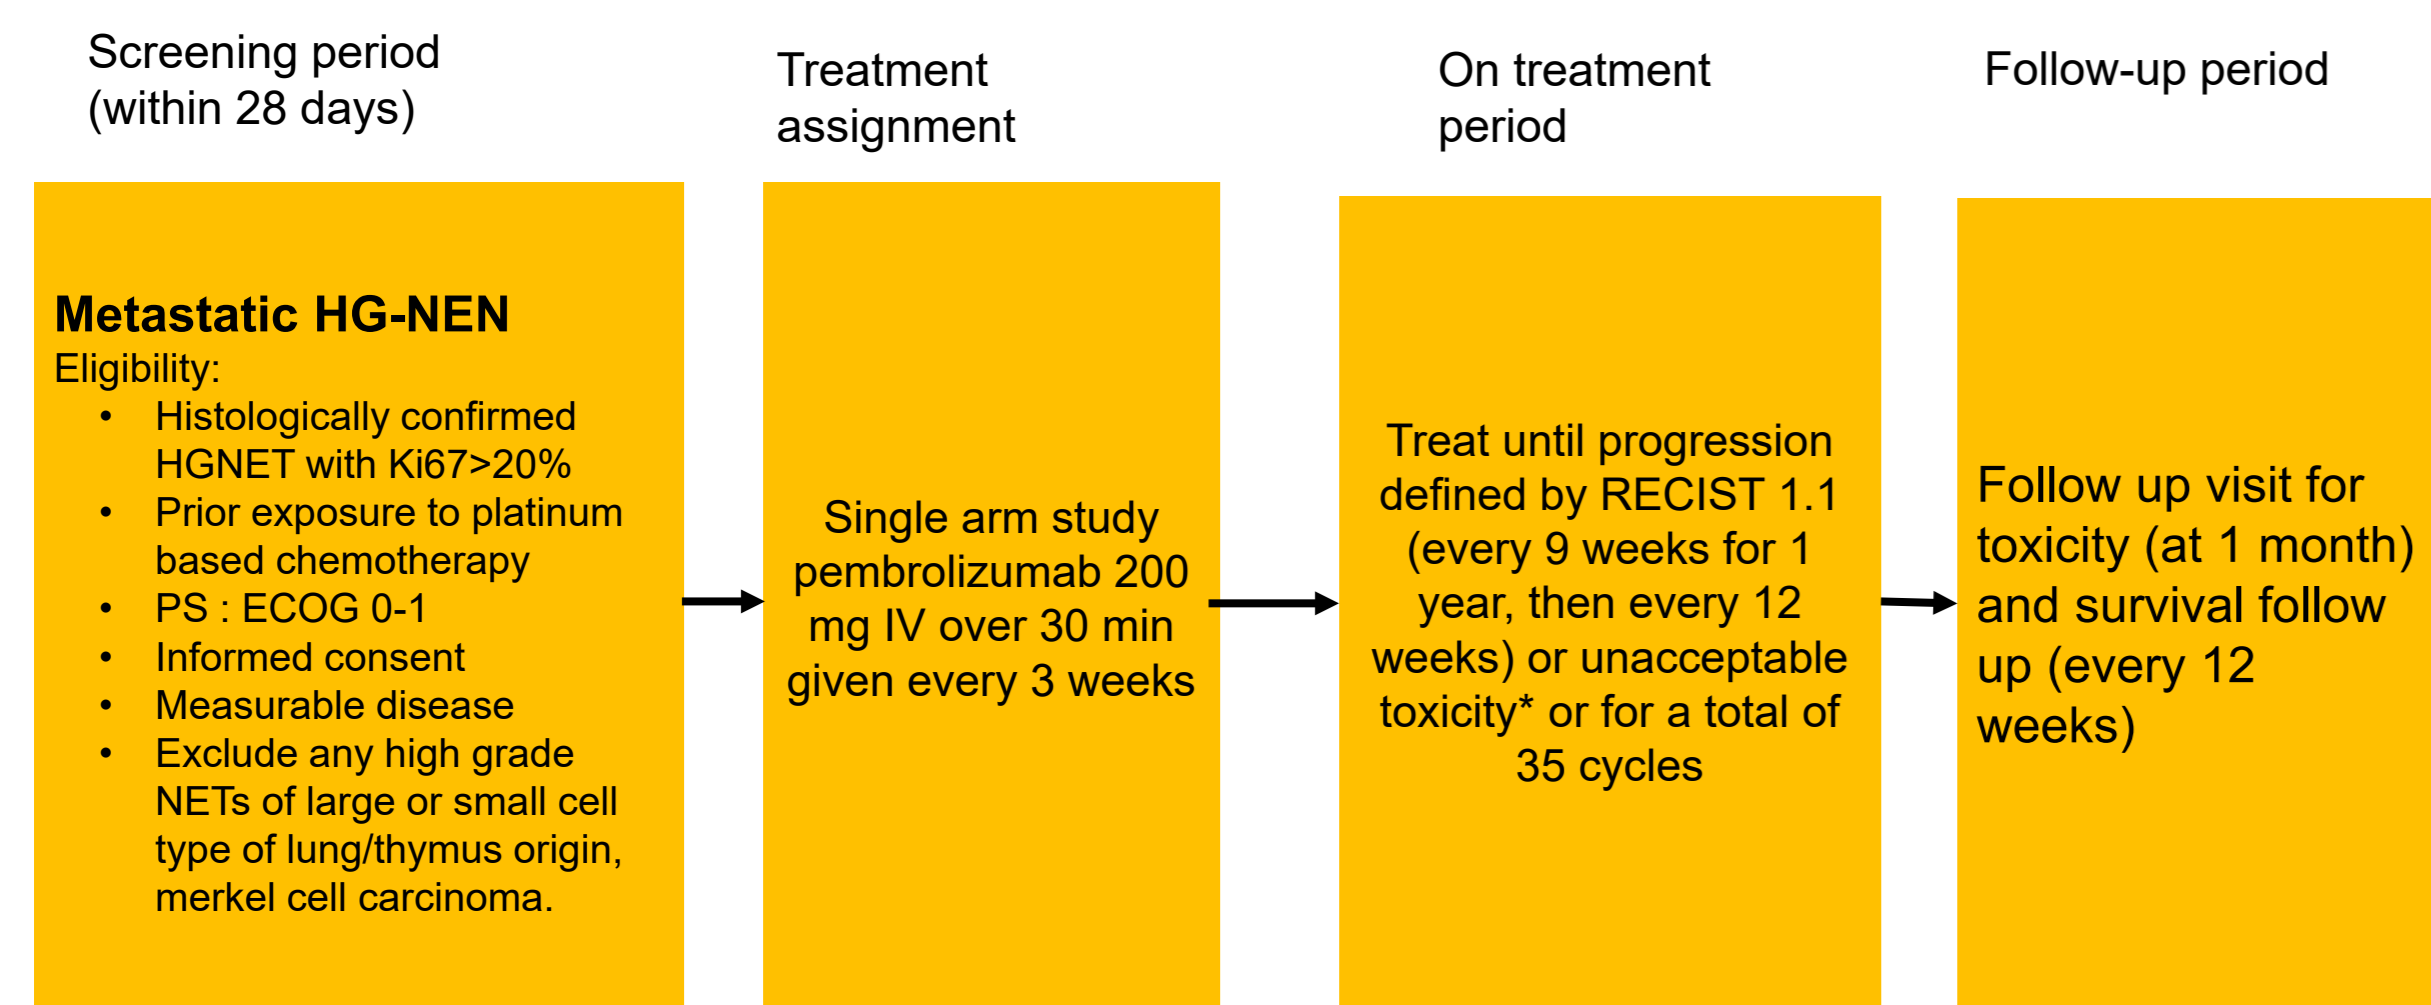 Screening period
(within 28 days)
Treatment
assignment
On treatment
period
Follow-up period
Metastatic HG-NEN
Eligibility:
• Histologically confirmed
HGNET with Ki67>20%
• Prior exposure to platinum
based chemotherapy
• PS : ECOG 0-1
• Informed consent
• Measurable disease
• Exclude any high grade
NETs of large or small cell
type of lung/thymus origin,
merkel cell carcinoma.
Single arm study
pembrolizumab 200
mg IV over 30 min
given every 3 weeks
Treat until progression
defined by RECIST 1.1
(every 9 weeks for 1
year, then every 12
weeks) or unacceptable
toxicity* or for a total of
35 cycles
Follow up visit for
toxicity (at 1 month)
and survival follow
up (every 12
weeks)